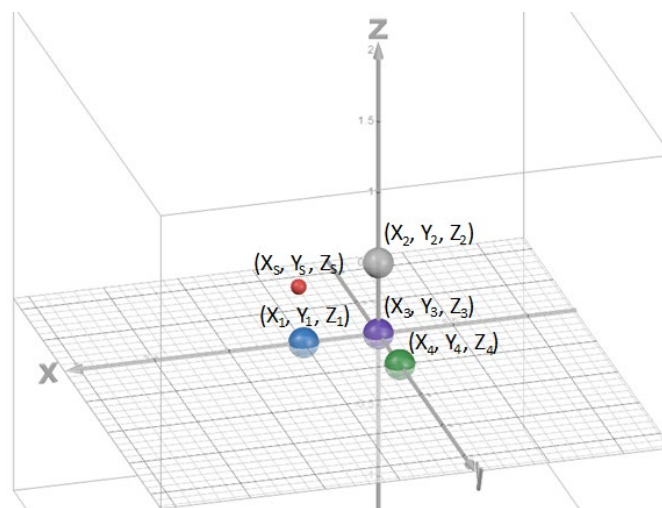 Z
2
1.5
1
(X₂, Y₂, Z₂)
(Xₛ, Yₛ, Zₛ)
(X₁, Y₁, Z₁)
(X₃, Y₃, Z₃)
(X₄, Y₄, Z₄)
X